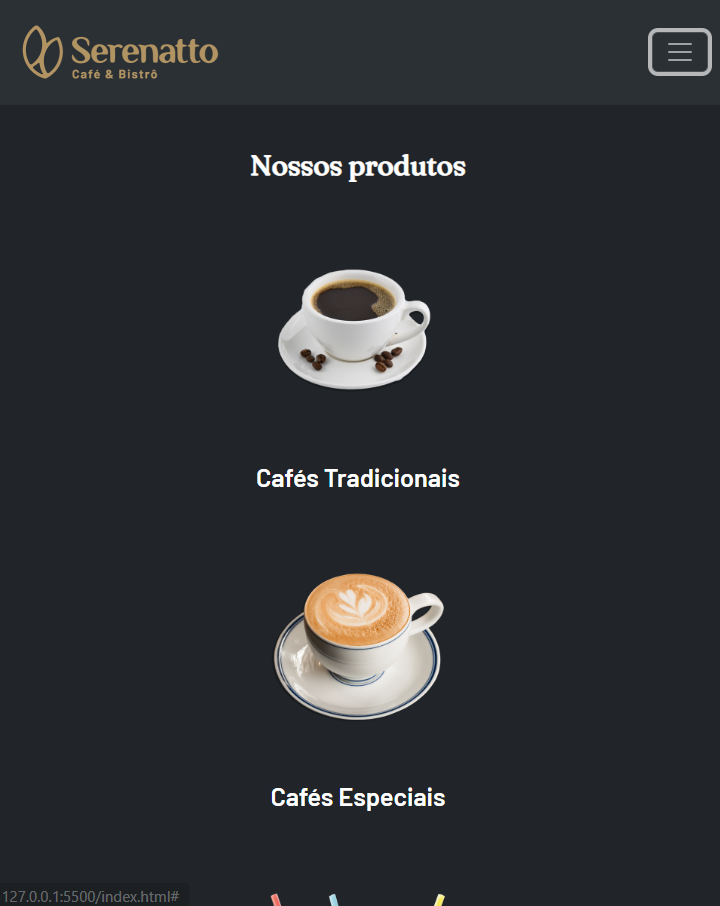 Serenatto
Café & Bistrô
Nossos produtos
Cafés Tradicionais
Cafés Especiais
127.0.0.1:5500/index.html#